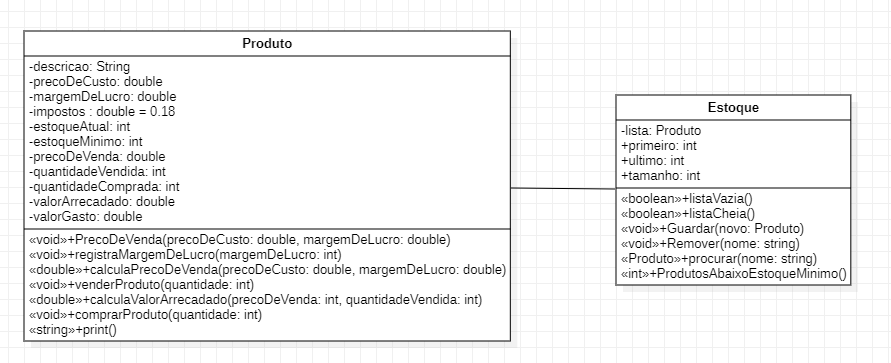 Produto
-descricao: String
-precoDeCusto: double
-margemDeLucro: double
-impostos : double = 0.18
-estoqueAtual: int
-estoqueMinimo: int
-precoDeVenda: double
-quantidadeVendida: int
-quantidadeComprada: int
-valorArrecadado: double
-valorGasto: double
«void»+PrecoDeVenda(precoDeCusto: double, margemDeLucro: double)
«void»+registraMargemDeLucro(margemDeLucro: int)
«double»+calculaPrecoDeVenda(precoDeCusto: double, margemDeLucro: double)
«void»+venderProduto(quantidade: int)
«double»+calculaValorArrecadado(precoDeVenda: int, quantidadeVendida: int)
«void»+comprarProduto(quantidade: int)
«string»+print()
Estoque
-lista: Produto
+primeiro: int
+ultimo: int
+tamanho: int
«boolean»+listaVazia()
«boolean»+listaCheia()
«void»+Guardar(novo: Produto)
«void»+Remover(nome: string)
«Produto»+procurar(nome: string)
«int»+ProdutosAbaixoEstoqueMinimo()